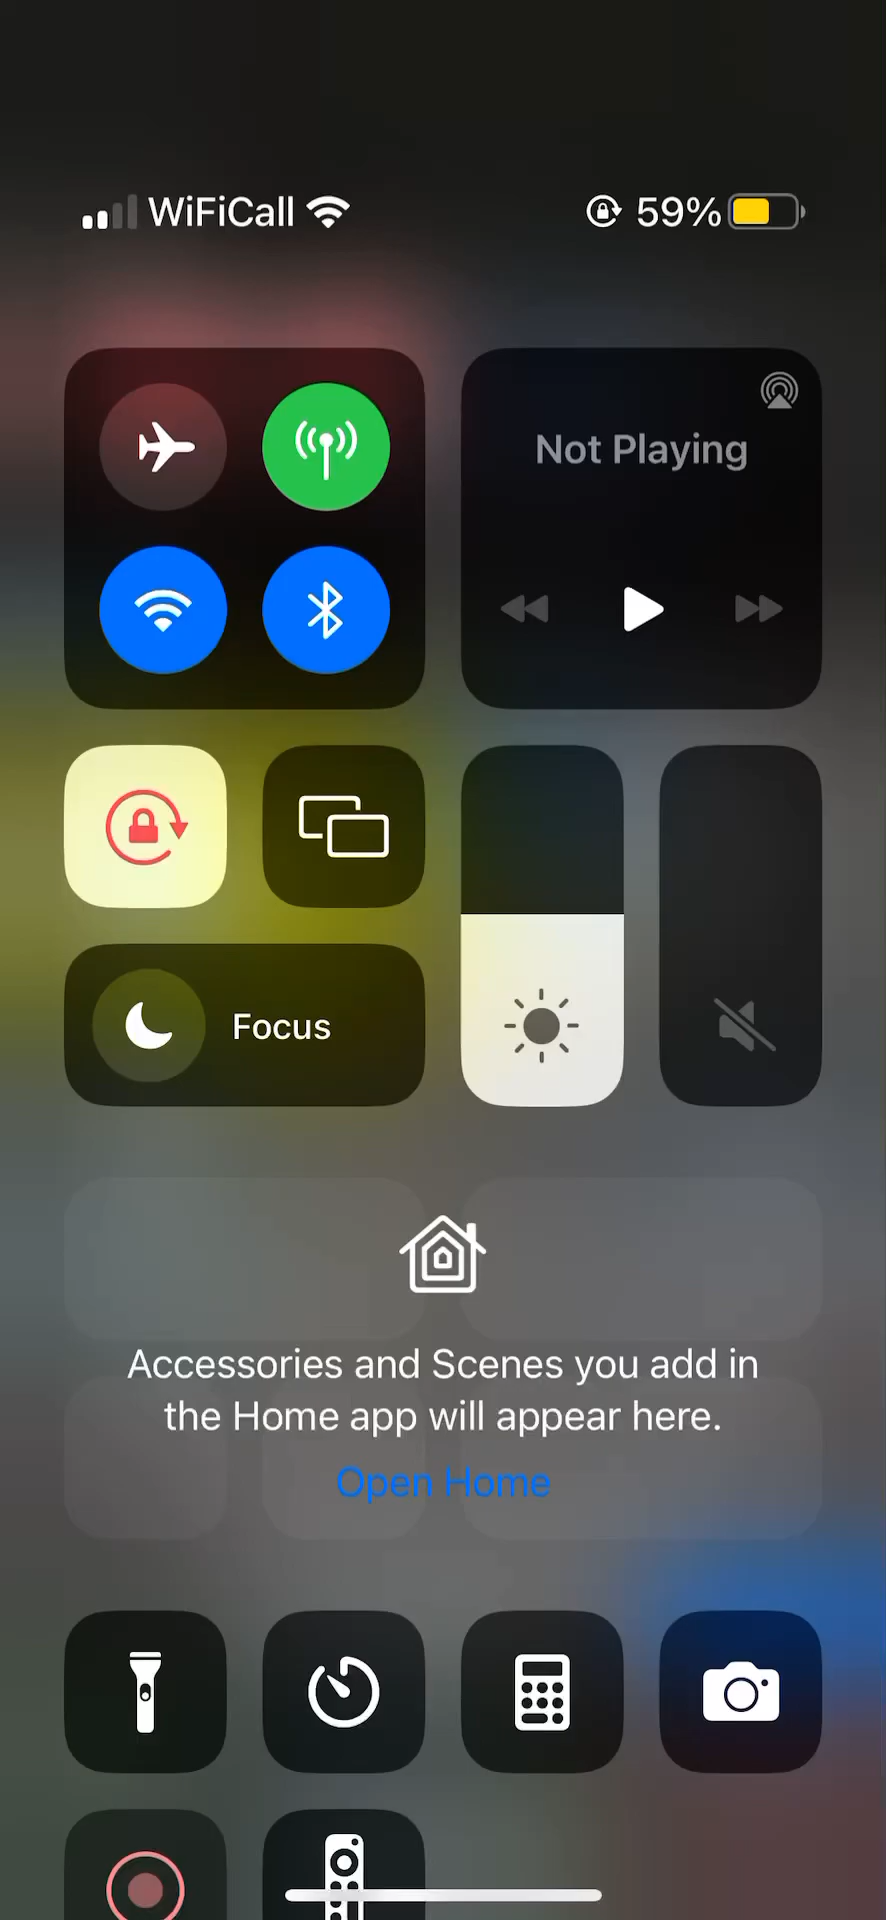 WiFiCall
59%
Not Playing
Focus
Accessories and Scenes you add in
the Home app will appear here.
Open Home